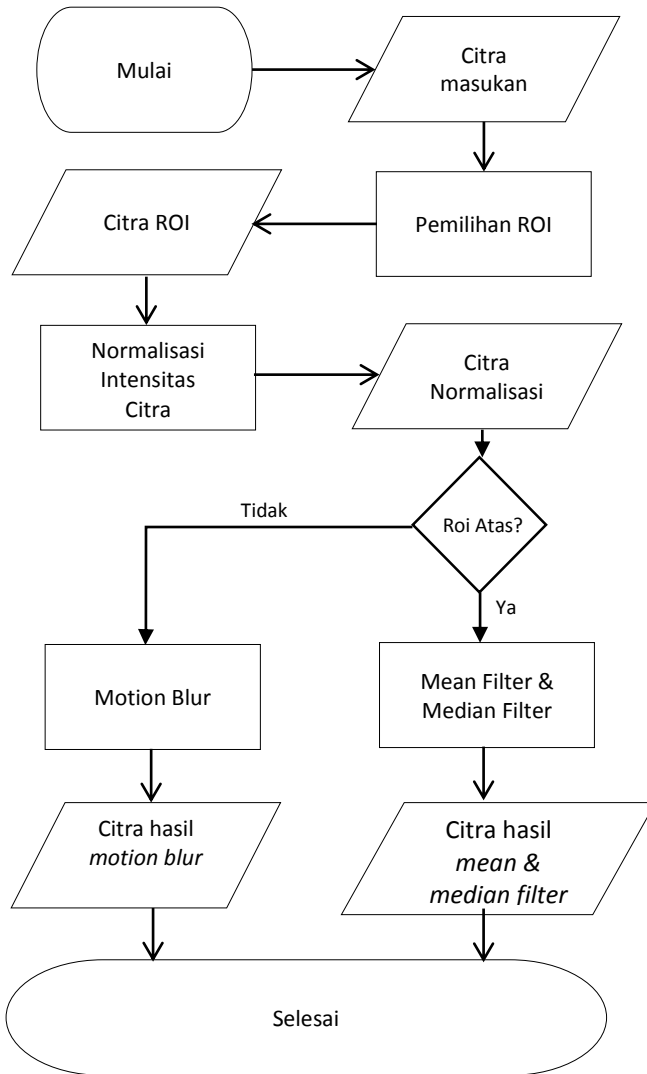 Mulai
Citra
masukan
Citra ROI
Pemilihan ROI
Normalisasi
Intensitas
Citra
Citra
Normalisasi
Roi Atas?
Tidak
Ya
Motion Blur
Mean Filter &
Median Filter
Citra hasil
motion blur
Citra hasil
mean &
median filter
Selesai